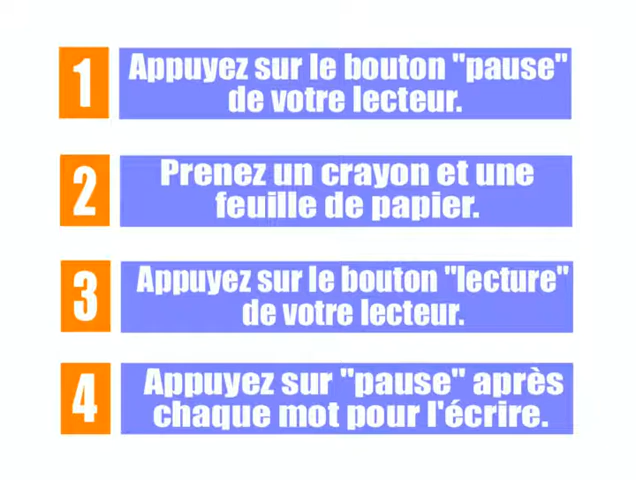 1
Appuyez sur le bouton "pause"
de votre lecteur.
2
Prenez un crayon et une
feuille de papier.
3
Appuyez sur le bouton "lecture"
de votre lecteur.
4
Appuyez sur "pause" après
chaque mot pour l'écrire.